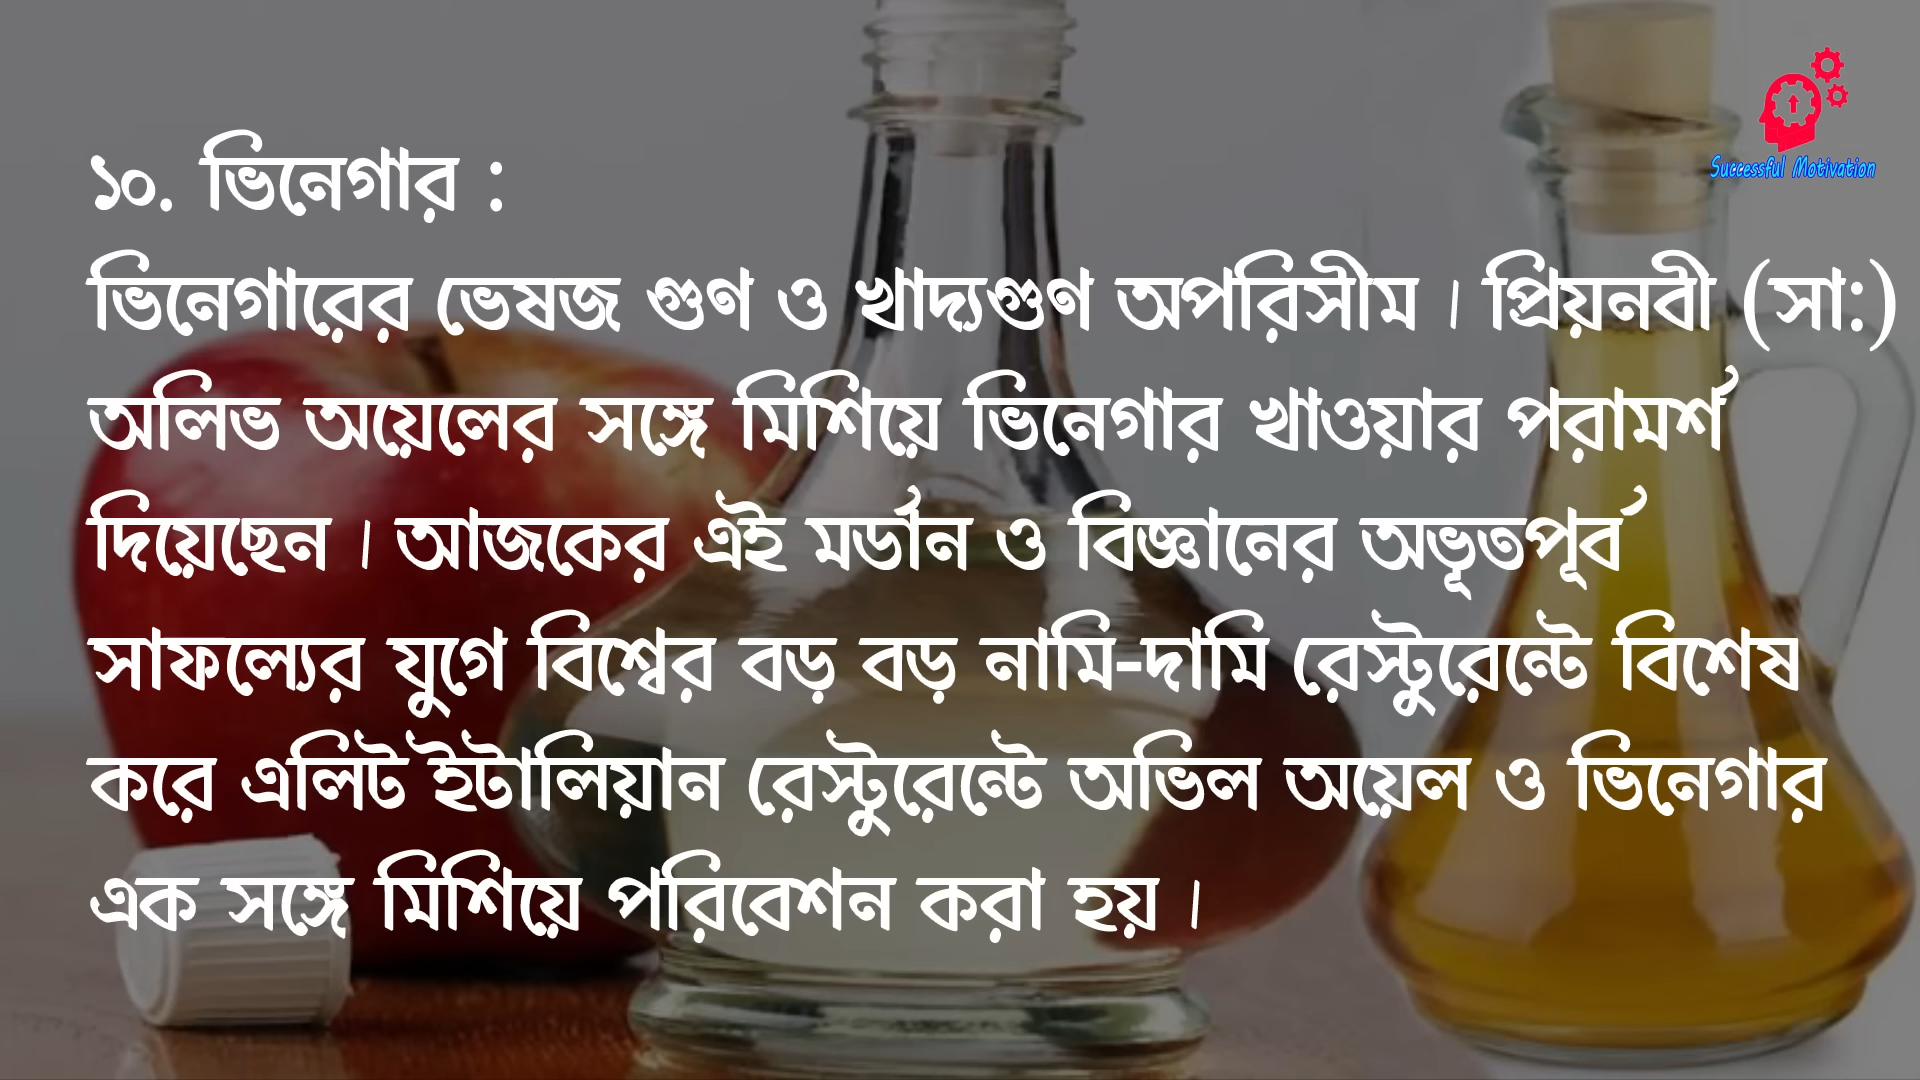 ১০. ভিনেগার :
ভিনেগারের ভেষজ গুণ ও খাদ্যগুণ অপরিসীম। প্রিয়নবী (সা:)
অলিভ অয়েলের সঙ্গে মিশিয়ে ভিনেগার খাওয়ার পরামর্শ
দিয়েছেন। আজকের এই মর্ডান ও বিজ্ঞানের অভূতপূর্ব
সাফল্যের যুগে বিশ্বের বড় বড় নামি-দামি রেস্টুরেন্টে বিশেষ
করে এলিট ইটালিয়ান রেস্টুরেন্টে অভিল অয়েল ও ভিনেগার
এক সঙ্গে মিশিয়ে পরিবেশন করা হয়।
Successful Motivation